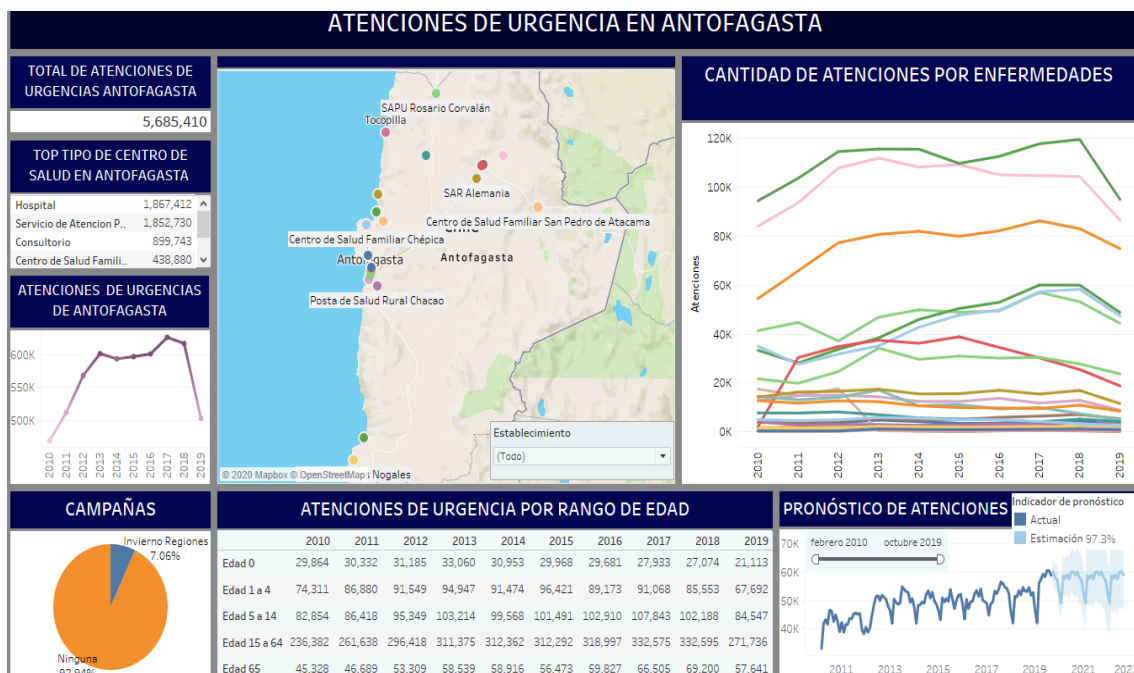 ATENCIONES DE URGENCIA EN ANTOFAGASTA
TOTAL DE ATENCIONES DE
URGENCIAS ANTOFAGASTA
5,685,410
TOP TIPO DE CENTRO DE
SALUD EN ANTOFAGASTA
Hospital 1,867,412
Servicio de Atencion P.. 1,852,730
Consultorio 899,743
Centro de Salud Famili.. 438,880
ATENCIONES DE URGENCIAS
DE ANTOFAGASTA
600K
550K
500K
2010 2011 2012 2013 2014 2015 2016 2017 2018 2019
SAPU Rosario Corvalán
Tocopilla
SAR Alemania
Centro de Salud Familiar San Pedro de Atacama
Centro de Salud Familiar Chépica
Antofagasta
Antofagasta
Posta de Salud Rural Chacao
Nogales
Establecimiento
(Todo)
© 2020 Mapbox © OpenStreetMap
CANTIDAD DE ATENCIONES POR ENFERMEDADES
120K
100K
80K
60K
40K
20K
0K
Atenciones
2010 2011 2012 2013 2014 2015 2016 2017 2018 2019
CAMPAÑAS
Invierno Regiones
7.06%
Ninguna
92.94%
ATENCIONES DE URGENCIA POR RANGO DE EDAD
2010 2011 2012 2013 2014 2015 2016 2017 2018 2019
Edad 0 29,864 30,332 31,185 33,060 30,953 29,968 29,681 27,933 27,074 21,113
Edad 1 a 4 74,311 86,880 91,549 94,947 91,474 96,421 89,173 91,068 85,553 67,692
Edad 5 a 14 82,854 86,418 95,349 103,214 99,568 101,491 102,910 107,843 102,188 84,547
Edad 15 a 64 236,382 261,638 296,418 311,375 312,362 312,292 318,997 332,575 332,595 271,736
Edad 65 45,328 46,689 53,309 58,539 58,916 56,473 59,827 66,505 69,200 57,641
PRONÓSTICO DE ATENCIONES
Indicador de pronóstico
Actual
Estimación 97.3%
febrero 2010 octubre 2019
70K
60K
50K
40K
2011 2013 2015 2017 2019 2021 2023